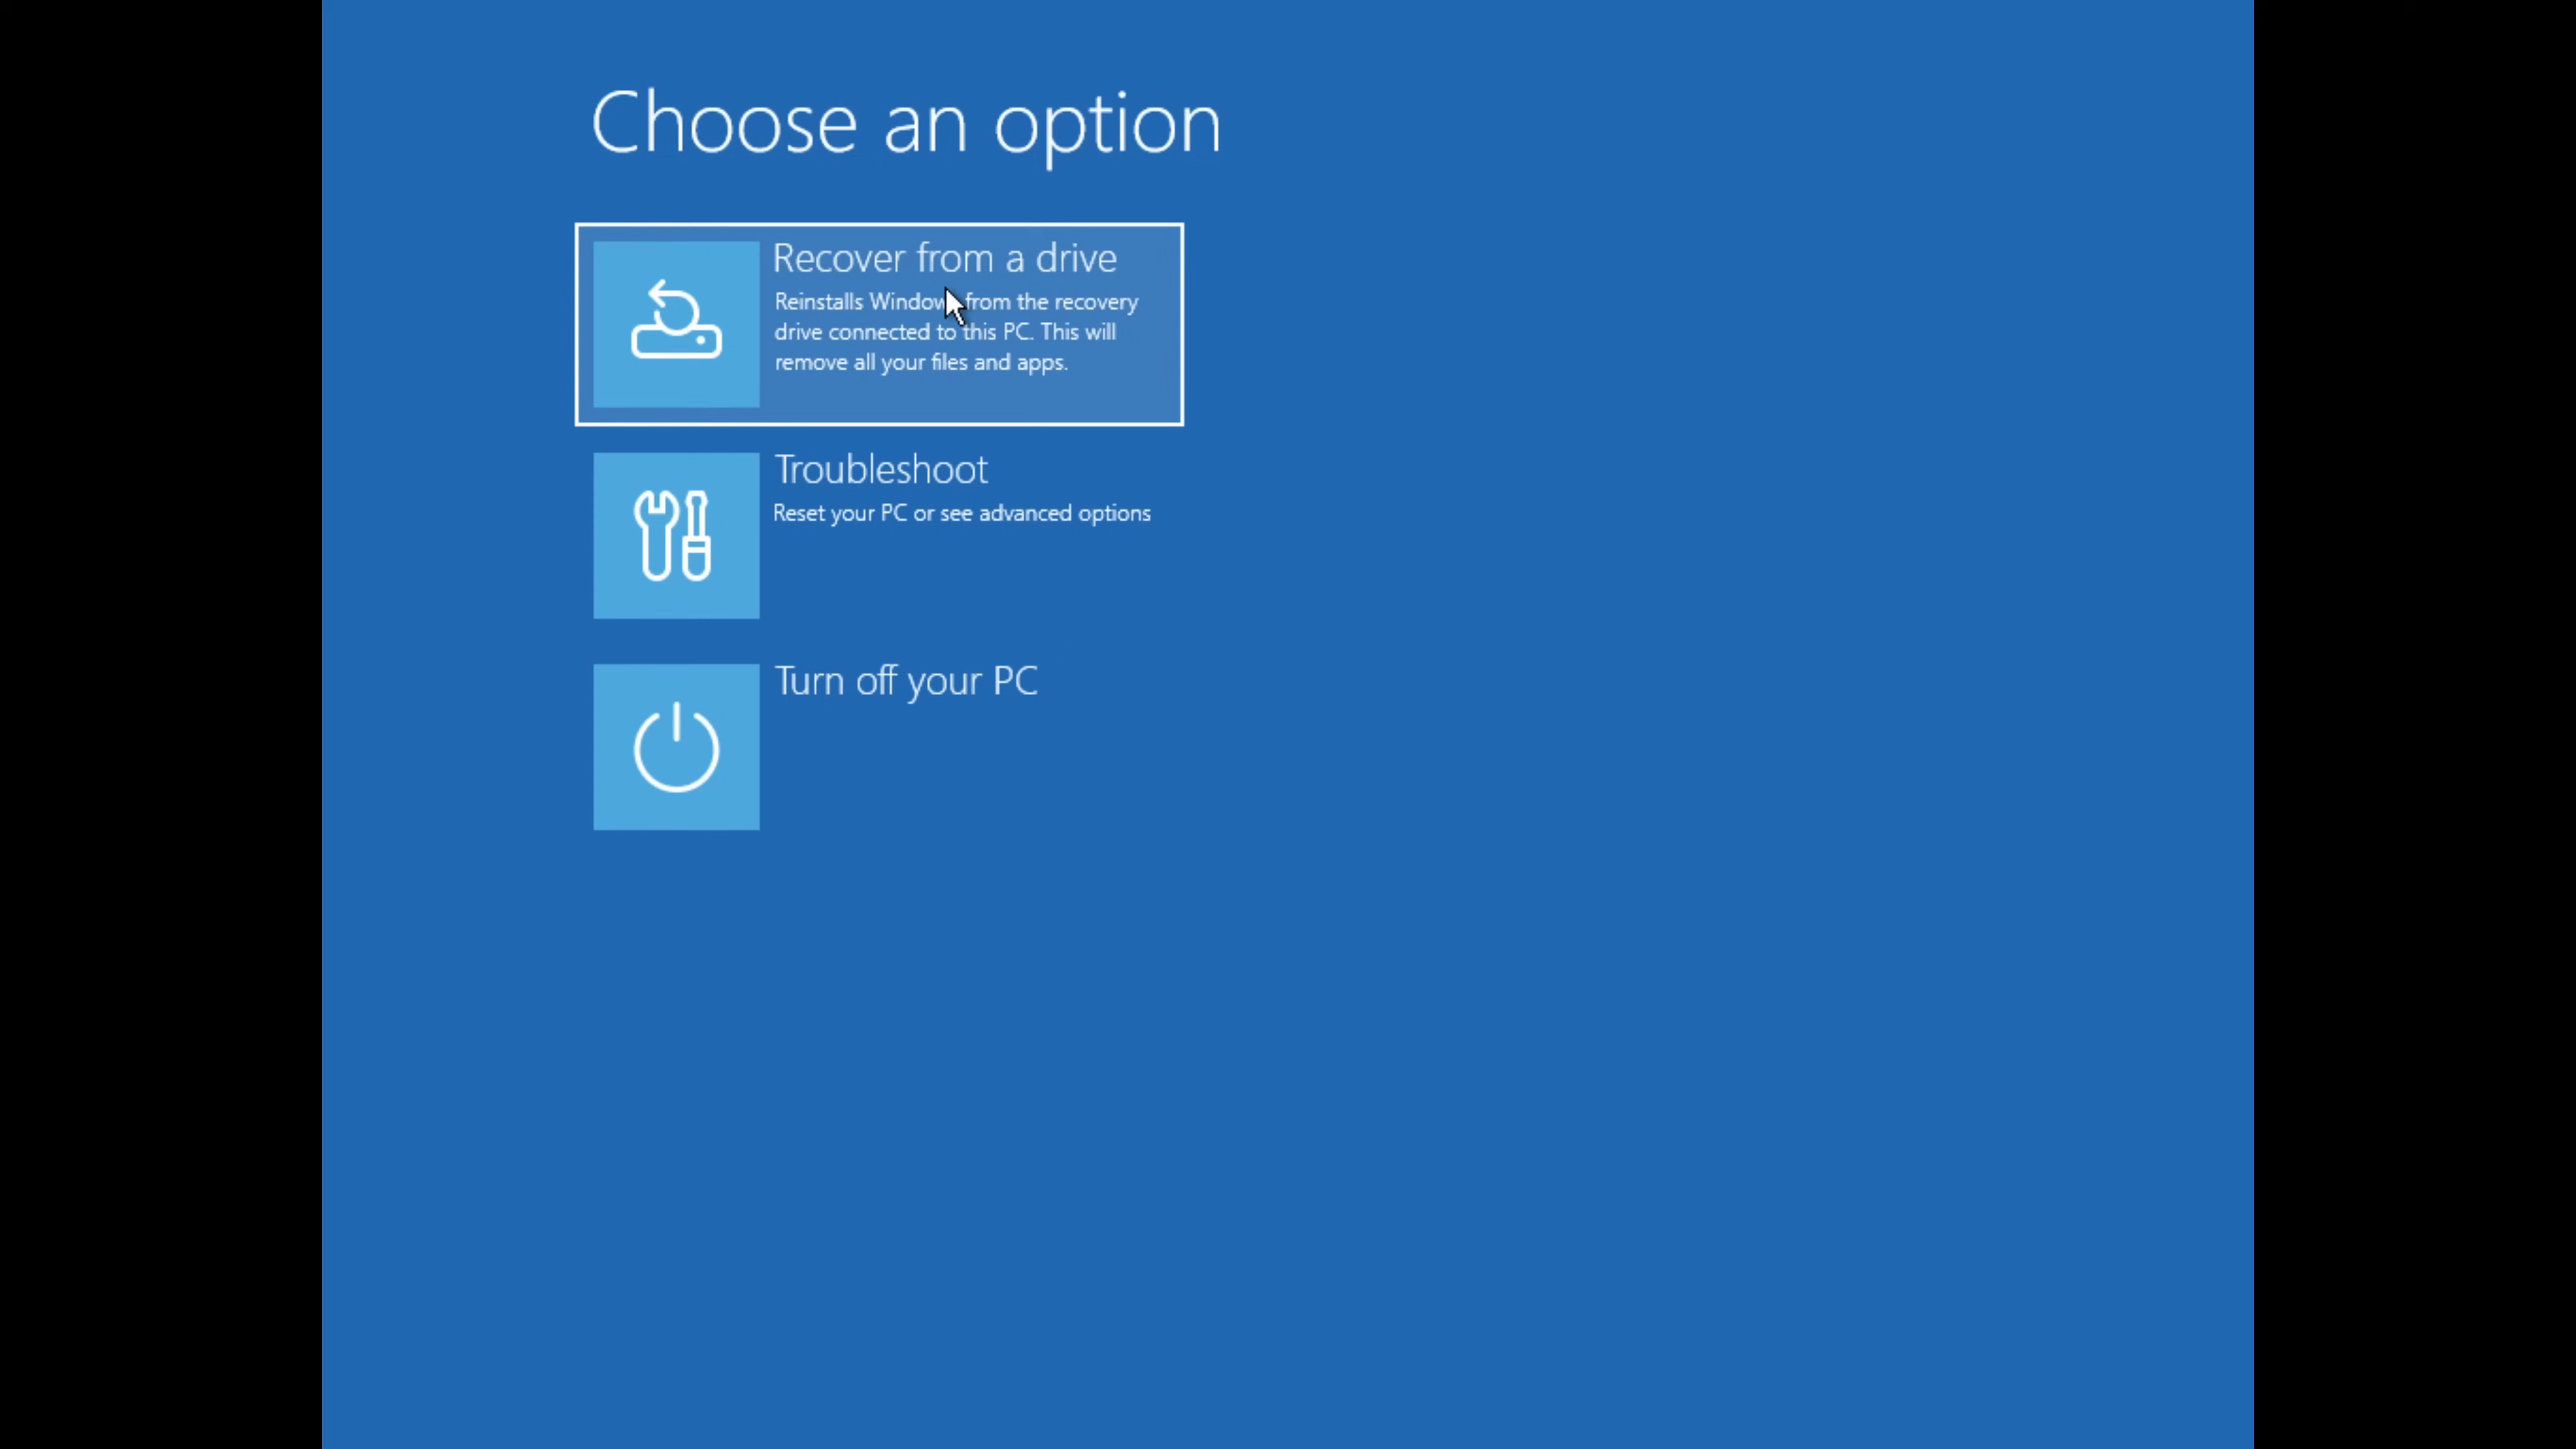 Choose an option
Recover from a drive
Reinstalls Windows from the recovery
drive connected to this PC. This will
remove all your files and apps.
Troubleshoot
Reset your PC or see advanced options
Turn off your PC